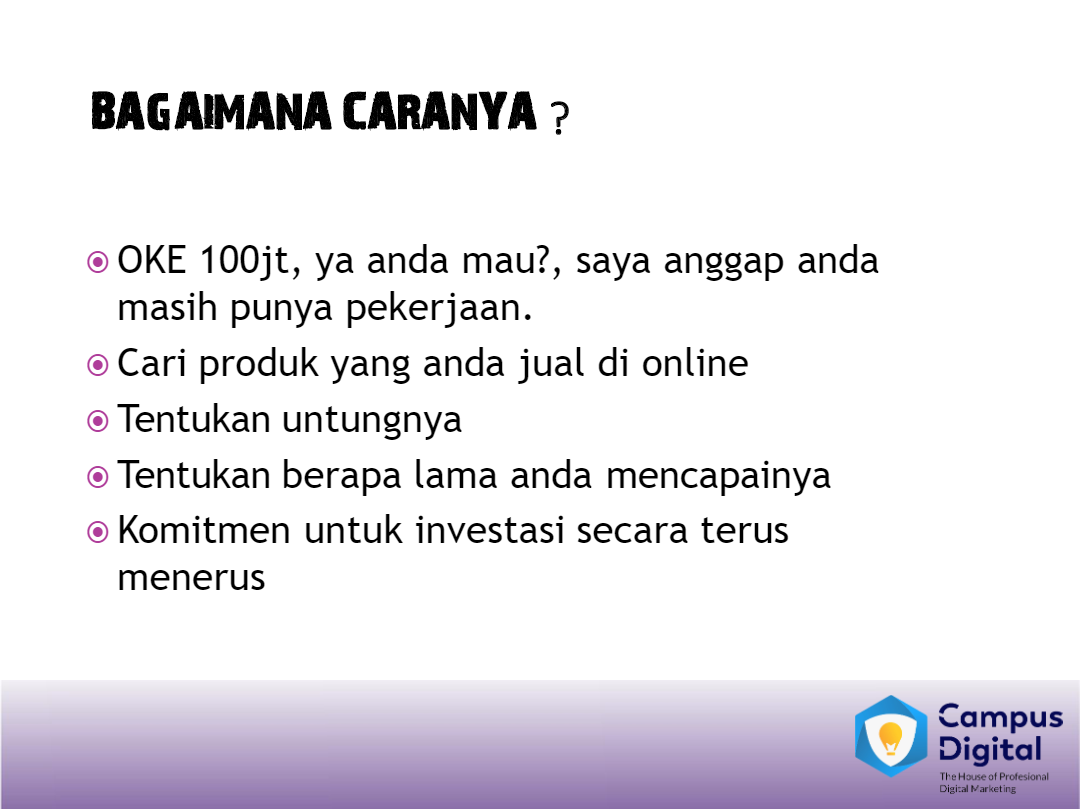 BAGAIMANA CARANYA ?
OKE 100jt, ya anda mau?, saya anggap anda
masih punya pekerjaan.
Cari produk yang anda jual di online
Tentukan untungnya
Tentukan berapa lama anda mencapainya
Komitmen untuk investasi secara terus
menerus
Campus
Digital
The House of Profesional
Digital Marketing